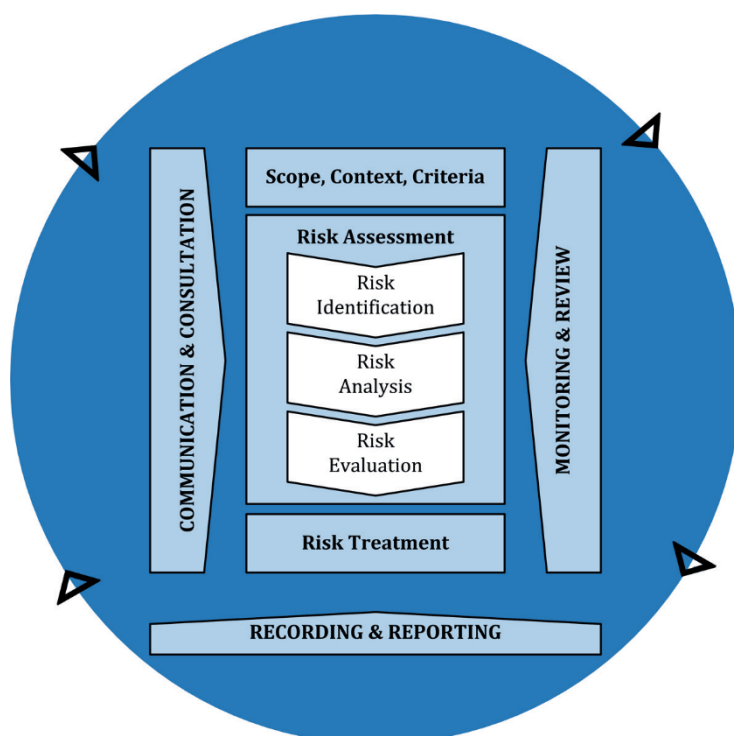 Scope, Context, Criteria
Risk Assessment
Risk
Identification
Risk
Analysis
Risk
Evaluation
Risk Treatment
COMMUNICATION & CONSULTATION
MONITORING & REVIEW
RECORDING & REPORTING